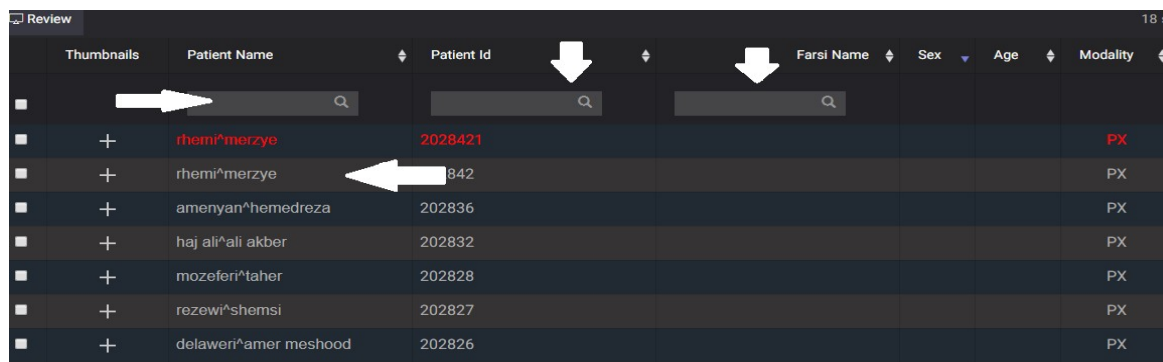 Review 18
Thumbnails Patient Name Patient Id Farsi Name Sex Age Modality
rhemi^merzye 2028421 PX
rhemi^merzye 842 PX
amenyan^hemedreza 202836 PX
haj ali^ali akber 202832 PX
mozeferi^taher 202828 PX
rezewi^shemsi 202827 PX
delaweri^amer meshood 202826 PX